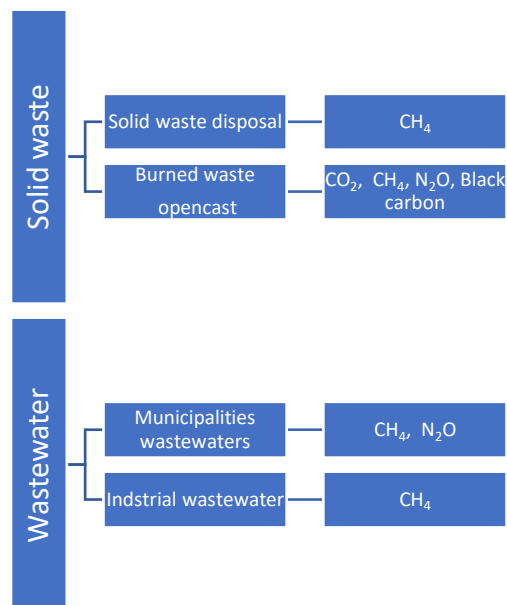 Solid waste
Solid waste disposal
CH₄
Burned waste
opencast
CO₂, CH₄, N₂O, Black
carbon
Wastewater
Municipalities
wastewaters
CH₄, N₂O
Indstrial wastewater
CH₄